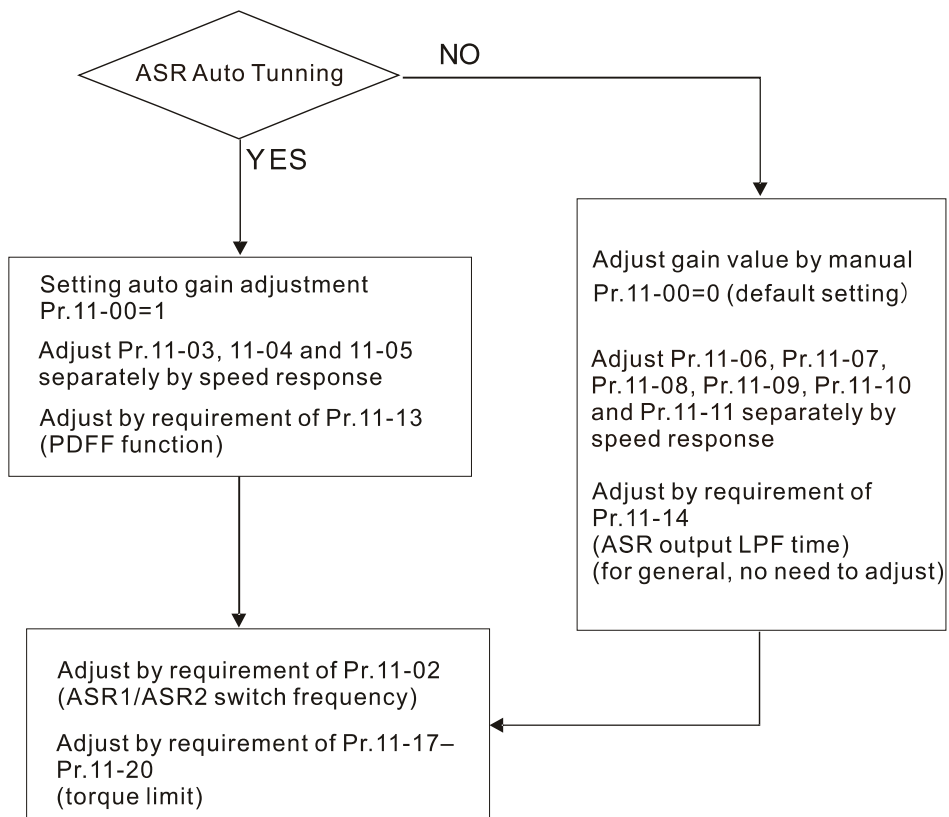 ASR Auto Tunning
NO
YES
Setting auto gain adjustment
Pr.11-00=1
Adjust Pr.11-03, 11-04 and 11-05
separately by speed response
Adjust by requirement of Pr.11-13
(PDFF function)
Adjust gain value by manual
Pr.11-00=0 (default setting)
Adjust Pr.11-06, Pr.11-07,
Pr.11-08, Pr.11-09, Pr.11-10
and Pr.11-11 separately by
speed response
Adjust by requirement of
Pr.11-14
(ASR output LPF time)
(for general, no need to adjust)
Adjust by requirement of Pr.11-02
(ASR1/ASR2 switch frequency)
Adjust by requirement of Pr.11-17–
Pr.11-20
(torque limit)